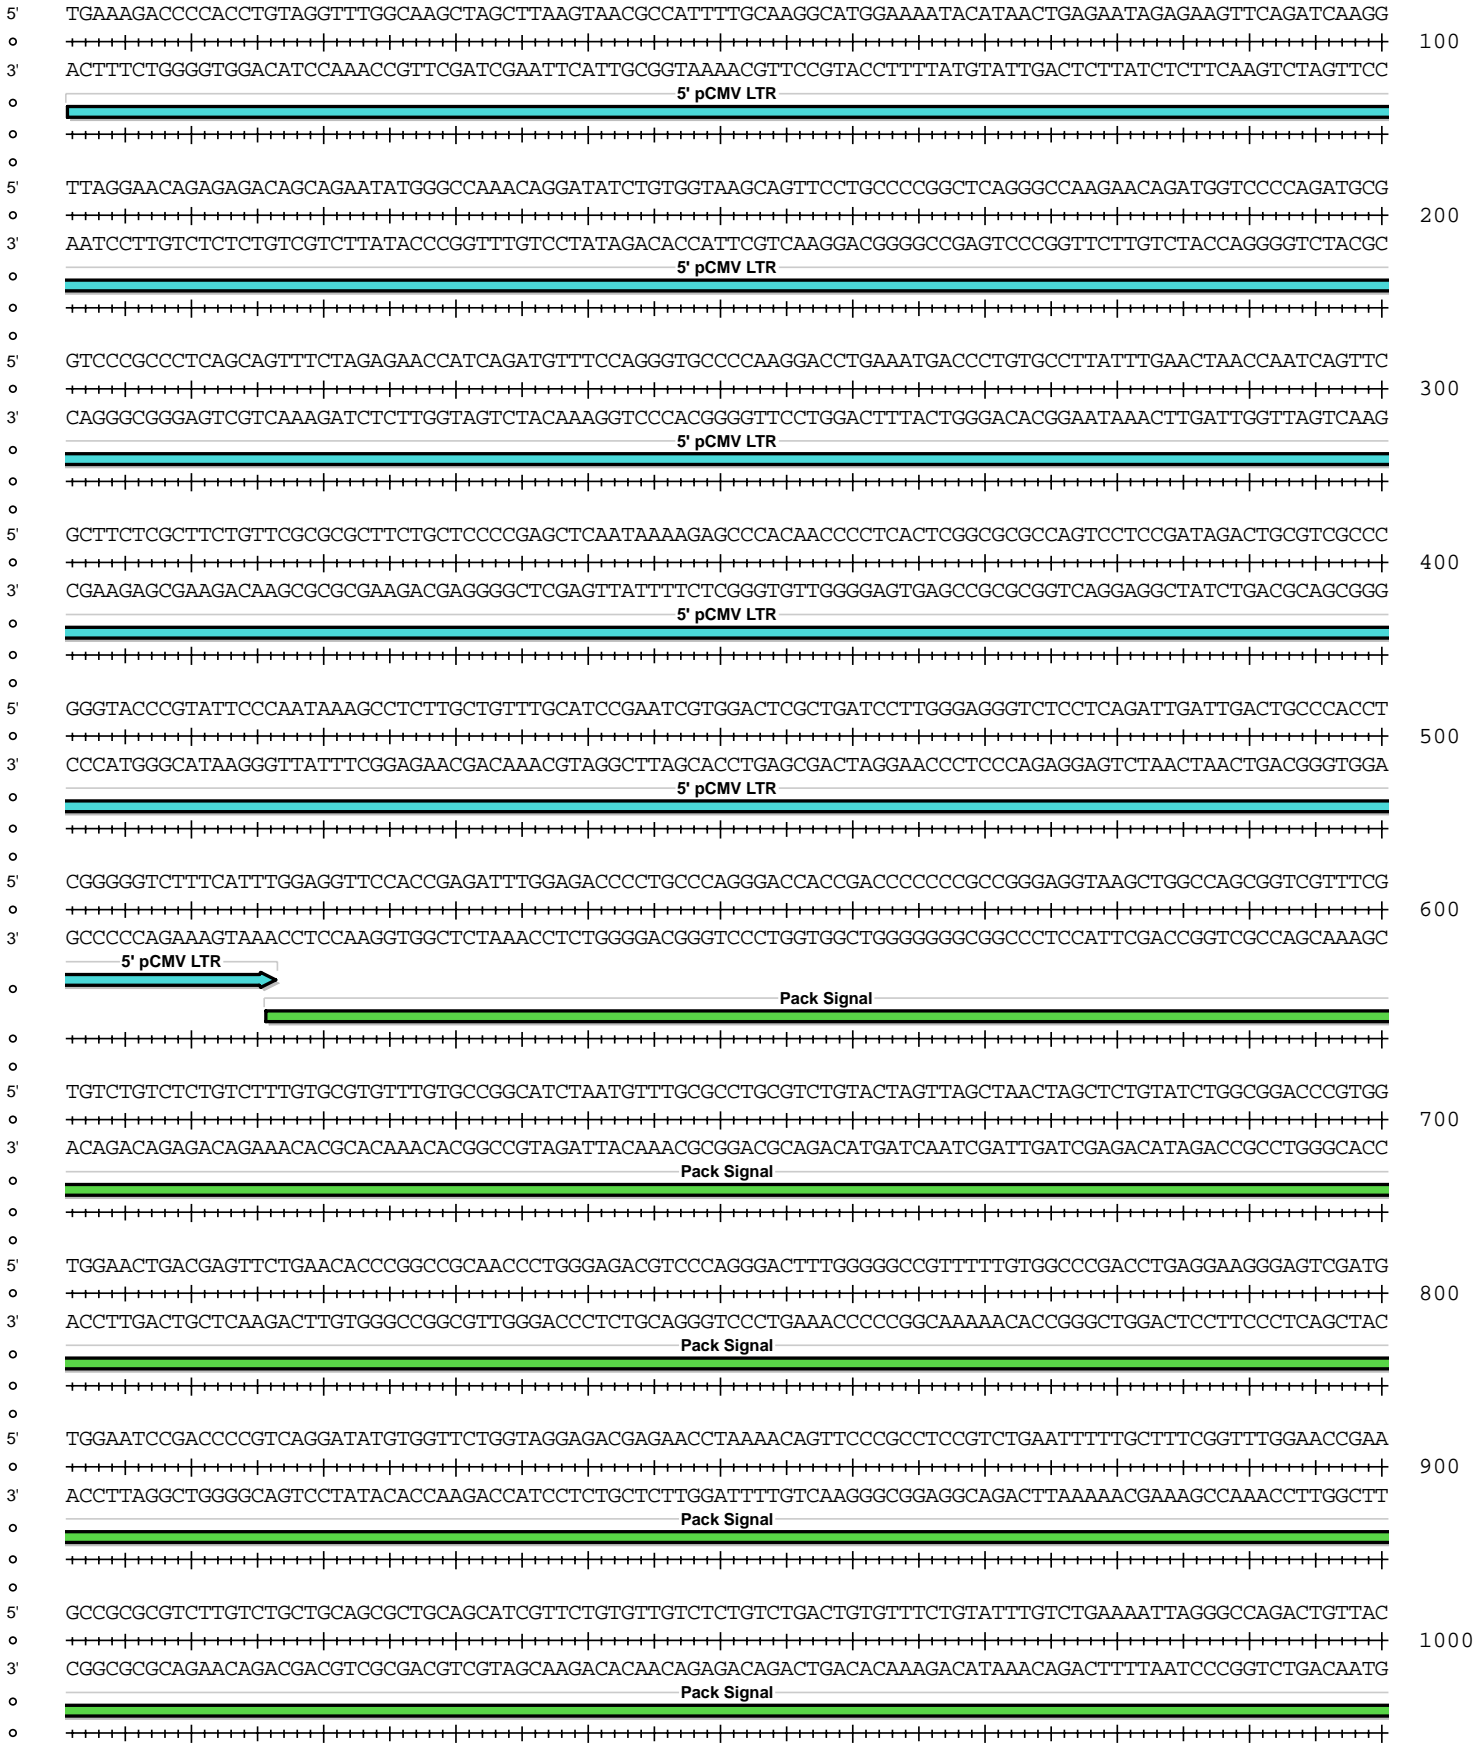 5' TGAAAGACCCCACCTGTAGGTTTGGCAAGCTAGCTTAAGTAACGCCATTTTGCAAGGCATGGAAAATACATAACTGAGAATAGAGAAGTTCAGATCAAGG
100
3' ACTTTCTGGGGTGGACATCCAAACCGTTCGATCGAATTCATTGCGGTAAAACGTTCCGTACCTTTTATGTATTGACTCTTATCTCTTCAAGTCTAGTTCC
5' pCMV LTR
5' TTAGGAACAGAGAGACAGCAGAATATGGGCCAAACAGGATATCTGTGGTAAGCAGTTCCTGCCCCGGCTCAGGGCCAAGAACAGATGGTCCCCAGATGCG
200
3' AATCCTTGTCTCTCTGTCGTCTTATACCCGGTTTGTCCTATAGACACCATTCGTCAAGGACGGGGCCGAGTCCCGGTTCTTGTCTACCAGGGGTCTACGC
5' pCMV LTR
5' GTCCCGCCCTCAGCAGTTTCTAGAGAACCATCAGATGTTTCCAGGGTGCCCCAAGGACCTGAAATGACCCTGTGCCTTATTTGAACTAACCAATCAGTTC
300
3' CAGGGCGGGAGTCGTCAAAGATCTCTTGGTAGTCTACAAAGGTCCCACGGGGTTCCTGGACTTTACTGGGACACGGAATAAACTTGATTGGTTAGTCAAG
5' pCMV LTR
5' GCTTCTCGCTTCTGTTCGCGCGCTTCTGCTCCCCGAGCTCAATAAAAGAGCCCACAACCCCTCACTCGGCGCGCCAGTCCTCCGATAGACTGCGTCGCCC
400
3' CGAAGAGCGAAGACAAGCGCGCGAAGACGAGGGGCTCGAGTTATTTTCTCGGGTGTTGGGGAGTGAGCCGCGCGGTCAGGAGGCTATCTGACGCAGCGGG
5' pCMV LTR
5' GGGTACCCGTATTCCCAATAAAGCCTCTTGCTGTTTGCATCCGAATCGTGGACTCGCTGATCCTTGGGAGGGTCTCCTCAGATTGATTGACTGCCCACCT
500
3' CCCATGGGCATAAGGGTTATTTCGGAGAACGACAAACGTAGGCTTAGCACCTGAGCGACTAGGAACCCTCCCAGAGGAGTCTAACTAACTGACGGGTGGA
5' pCMV LTR
5' CGGGGGTCTTTCATTTGGAGGTTCCACCGAGATTTGGAGACCCCTGCCCAGGGACCACCGACCCCCCCGCCGGGAGGTAAGCTGGCCAGCGGTCGTTTCG
600
3' GCCCCCAGAAAGTAAACCTCCAAGGTGGCTCTAAACCTCTGGGGACGGGTCCCTGGTGGCTGGGGGGGCGGCCCTCCATTCGACCGGTCGCCAGCAAAGC
5' pCMV LTR
Pack Signal
5' TGTCTGTCTCTGTCTTTGTGCGTGTTTGTGCCGGCATCTAATGTTTGCGCCTGCGTCTGTACTAGTTAGCTAACTAGCTCTGTATCTGGCGGACCCGTGG
700
3' ACAGACAGAGACAGAAACACGCACAAACACGGCCGTAGATTACAAACGCGGACGCAGACATGATCAATCGATTGATCGAGACATAGACCGCCTGGGCACC
Pack Signal
5' TGGAACTGACGAGTTCTGAACACCCGGCCGCAACCCTGGGAGACGTCCCAGGGACTTTGGGGGCCGTTTTTGTGGCCCGACCTGAGGAAGGGAGTCGATG
800
3' ACCTTGACTGCTCAAGACTTGTGGGCCGGCGTTGGGACCCTCTGCAGGGTCCCTGAAACCCCCGGCAAAAACACCGGGCTGGACTCCTTCCCTCAGCTAC
Pack Signal
5' TGGAATCCGACCCCGTCAGGATATGTGGTTCTGGTAGGAGACGAGAACCTAAAACAGTTCCCGCCTCCGTCTGAATTTTTGCTTTCGGTTTGGAACCGAA
900
3' ACCTTAGGCTGGGGCAGTCCTATACACCAAGACCATCCTCTGCTCTTGGATTTTGTCAAGGGCGGAGGCAGACTTAAAAACGAAAGCCAAACCTTGGCTT
Pack Signal
5' GCCGCGCGTCTTGTCTGCTGCAGCGCTGCAGCATCGTTCTGTGTTGTCTCTGTCTGACTGTGTTTCTGTATTTGTCTGAAAATTAGGGCCAGACTGTTAC
1000
3' CGGCGCGCAGAACAGACGACGTCGCGACGTCGTAGCAAGACACAACAGAGACAGACTGACACAAAGACATAAACAGACTTTTAATCCCGGTCTGACAATG
Pack Signal